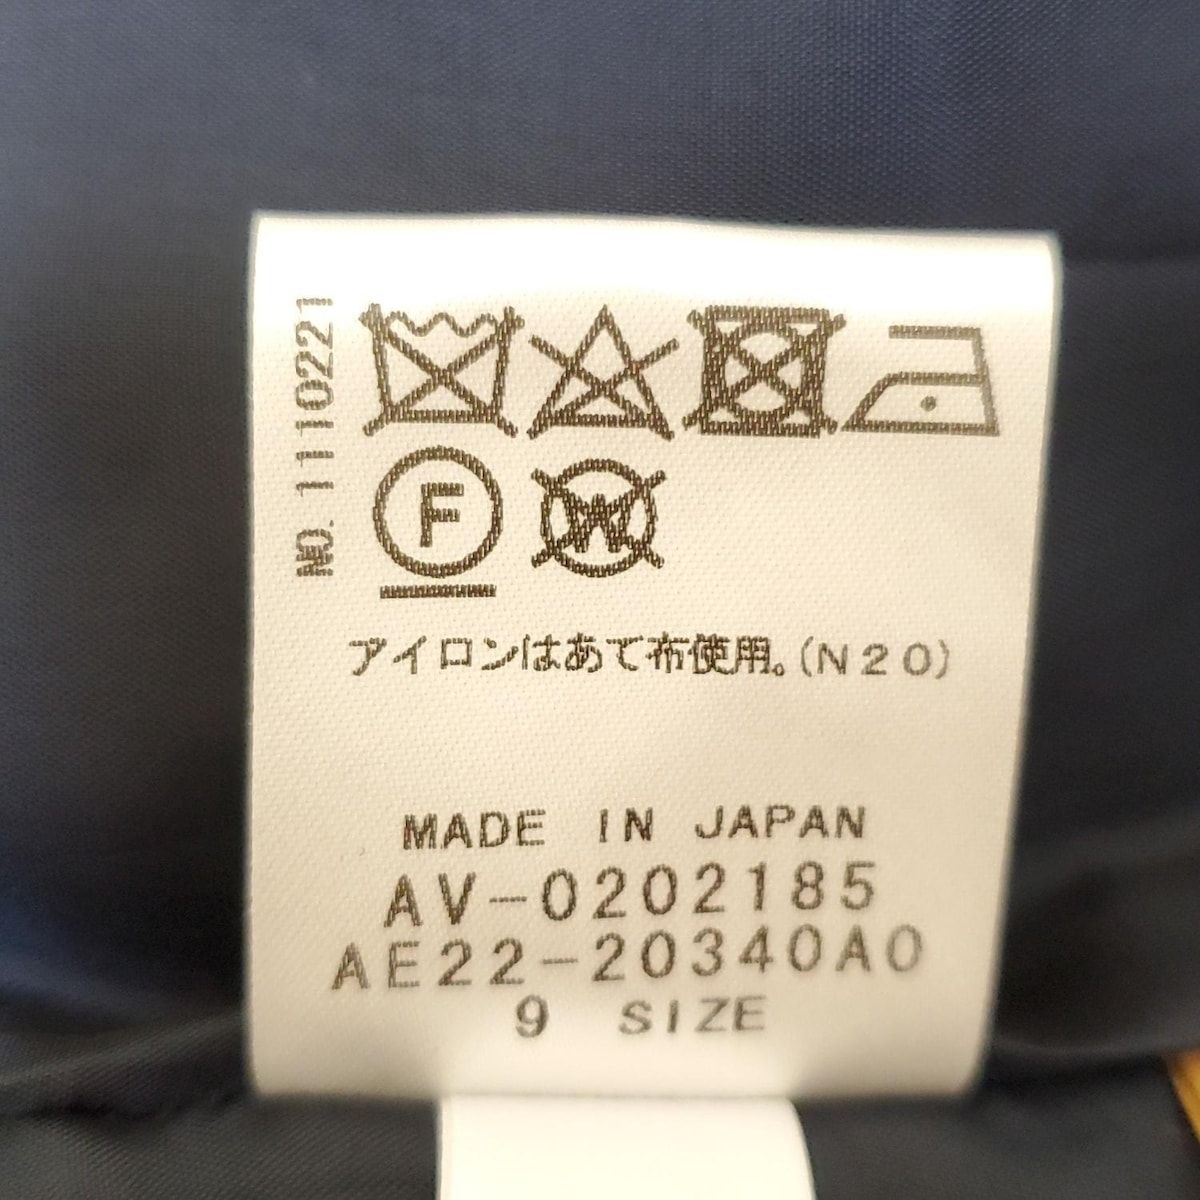 NO. 1110221
F
W
アイロンはあて布使用。(N20)
MADE IN JAPAN
AV-0202185
AE22-20340A0
9 SIZE